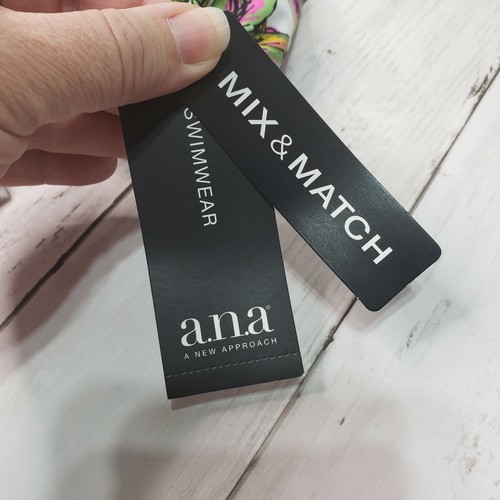 MIX & MATCH
SWIMWEAR
a.n.a®
A NEW APPROACH